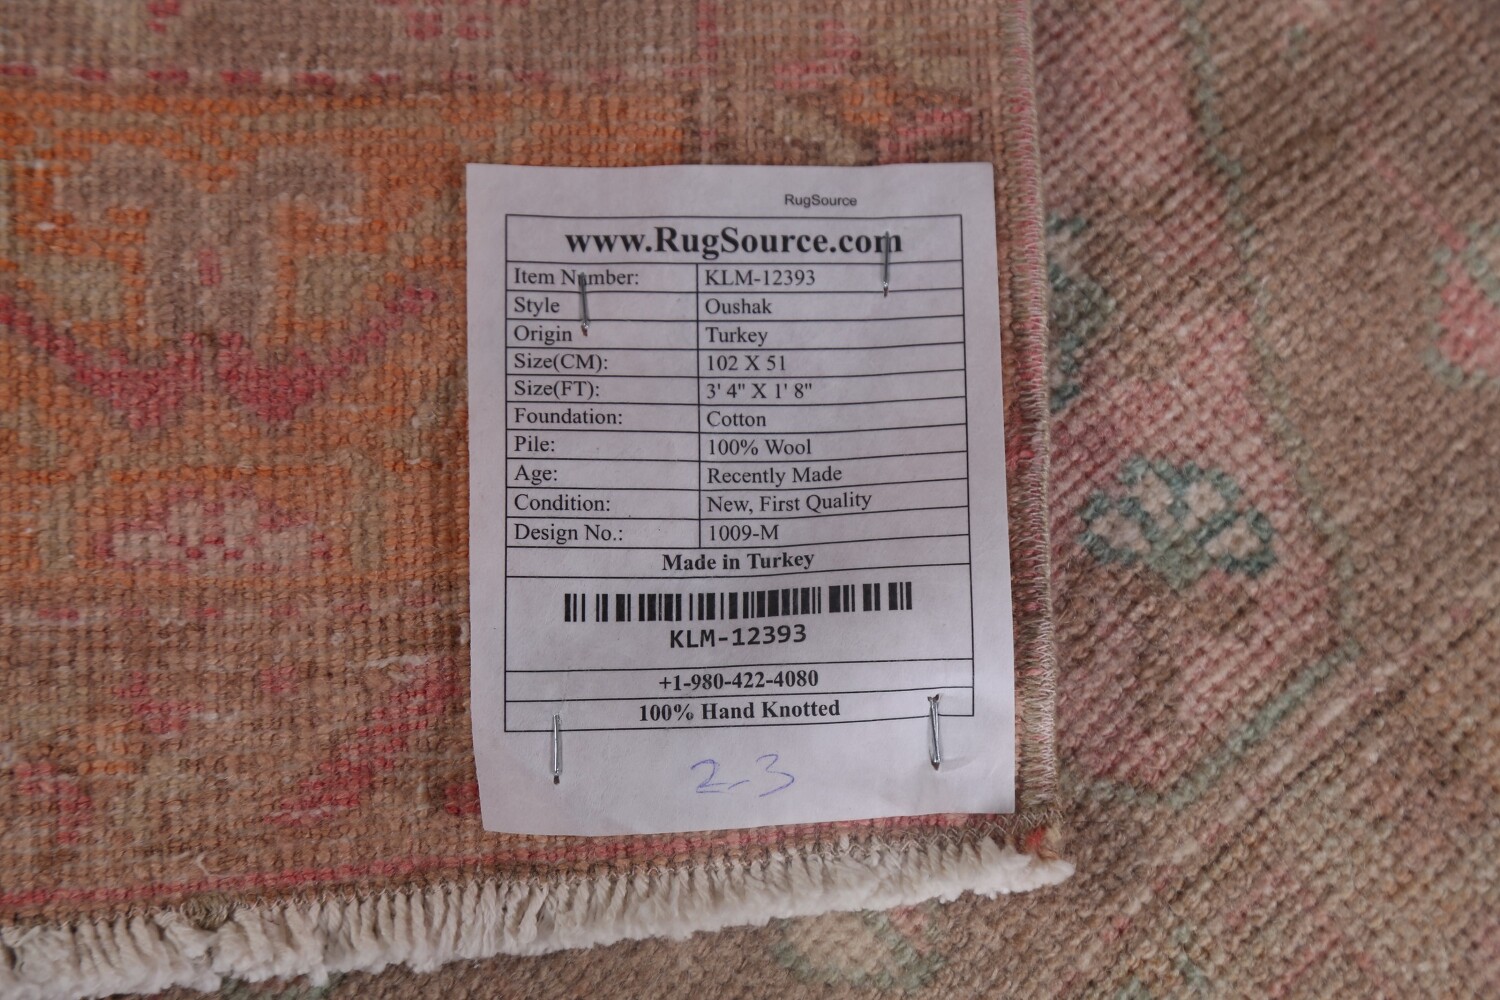 RugSource
www.RugSource.com
Item Number: KLM-12393
Style Oushak
Origin Turkey
Size(CM): 102 X 51
Size(FT): 3' 4" X 1' 8"
Foundation: Cotton
Pile: 100% Wool
Age: Recently Made
Condition: New, First Quality
Design No.: 1009-M
Made in Turkey
KLM-12393
+1-980-422-4080
100% Hand Knotted
2-3